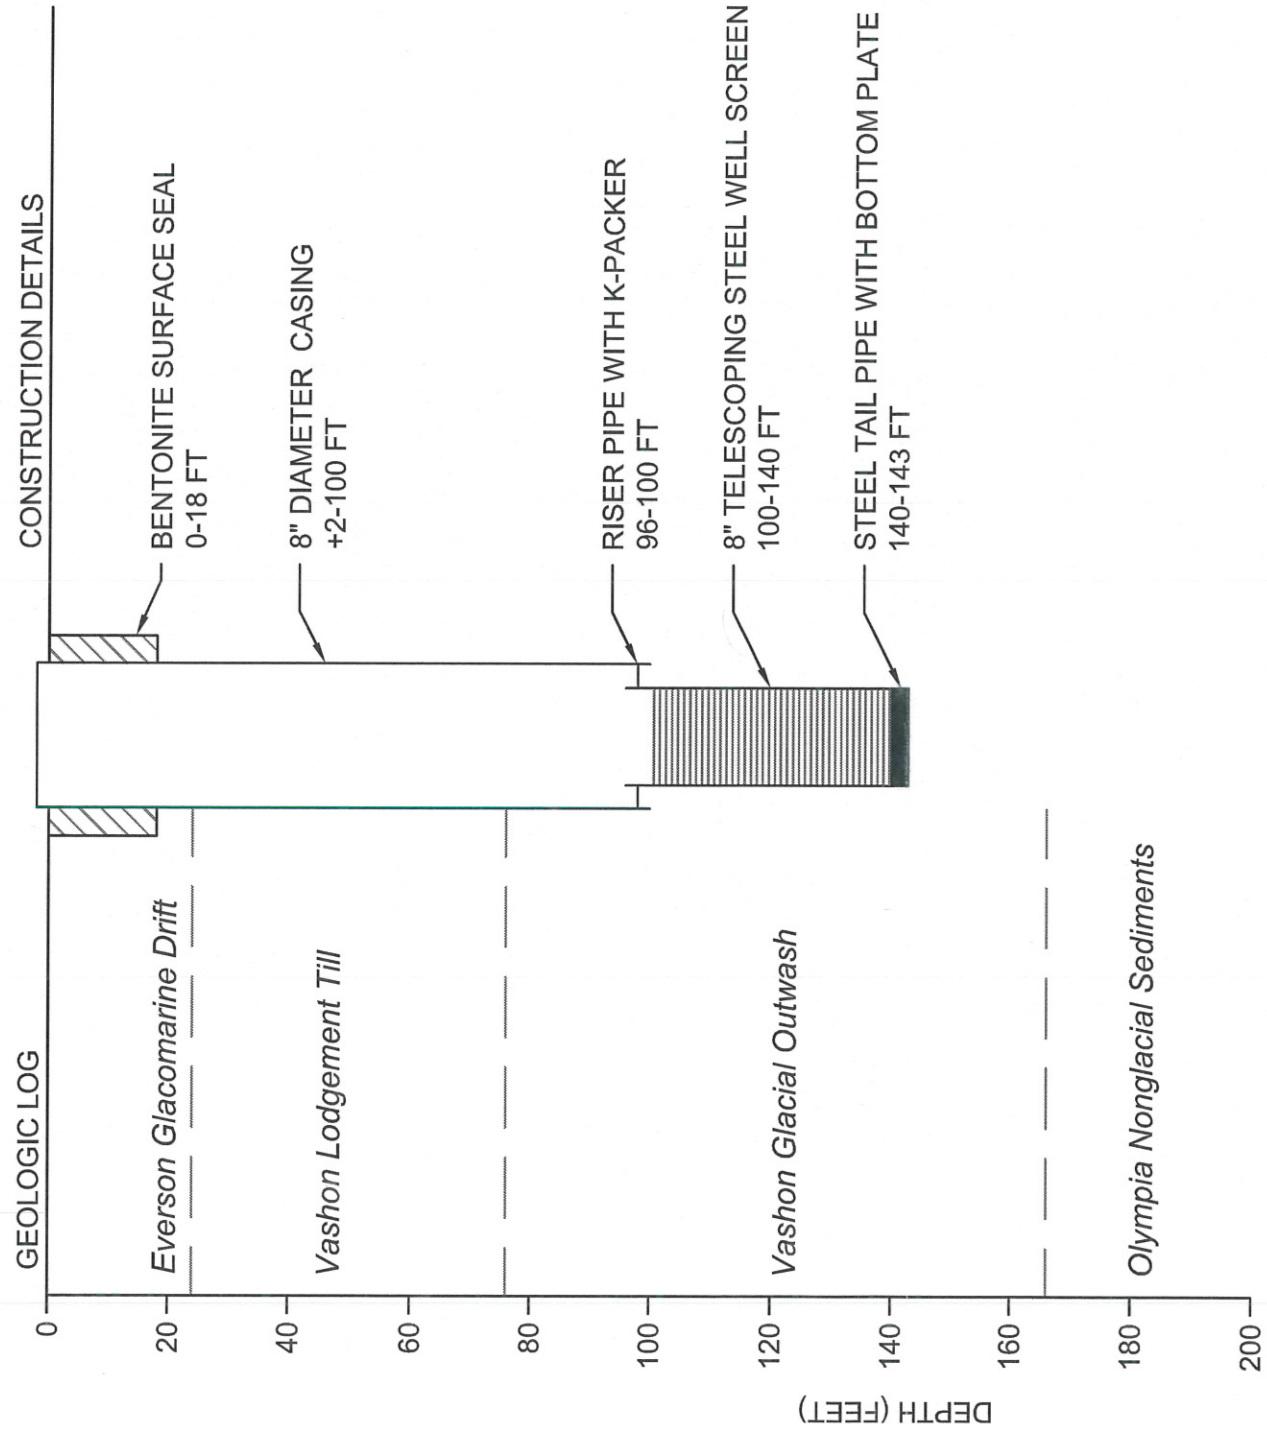 GEOLOGIC LOG
CONSTRUCTION DETAILS
DEPTH (FEET)
0
20
40
60
80
100
120
140
160
180
200
Everson Glacomarine Drift
Vashon Lodgement Till
Vashon Glacial Outwash
Olympia Nonglacial Sediments
BENTONITE SURFACE SEAL
0-18 FT
8" DIAMETER CASING
+2-100 FT
RISER PIPE WITH K-PACKER
96-100 FT
8" TELESCOPING STEEL WELL SCREEN
100-140 FT
STEEL TAIL PIPE WITH BOTTOM PLATE
140-143 FT